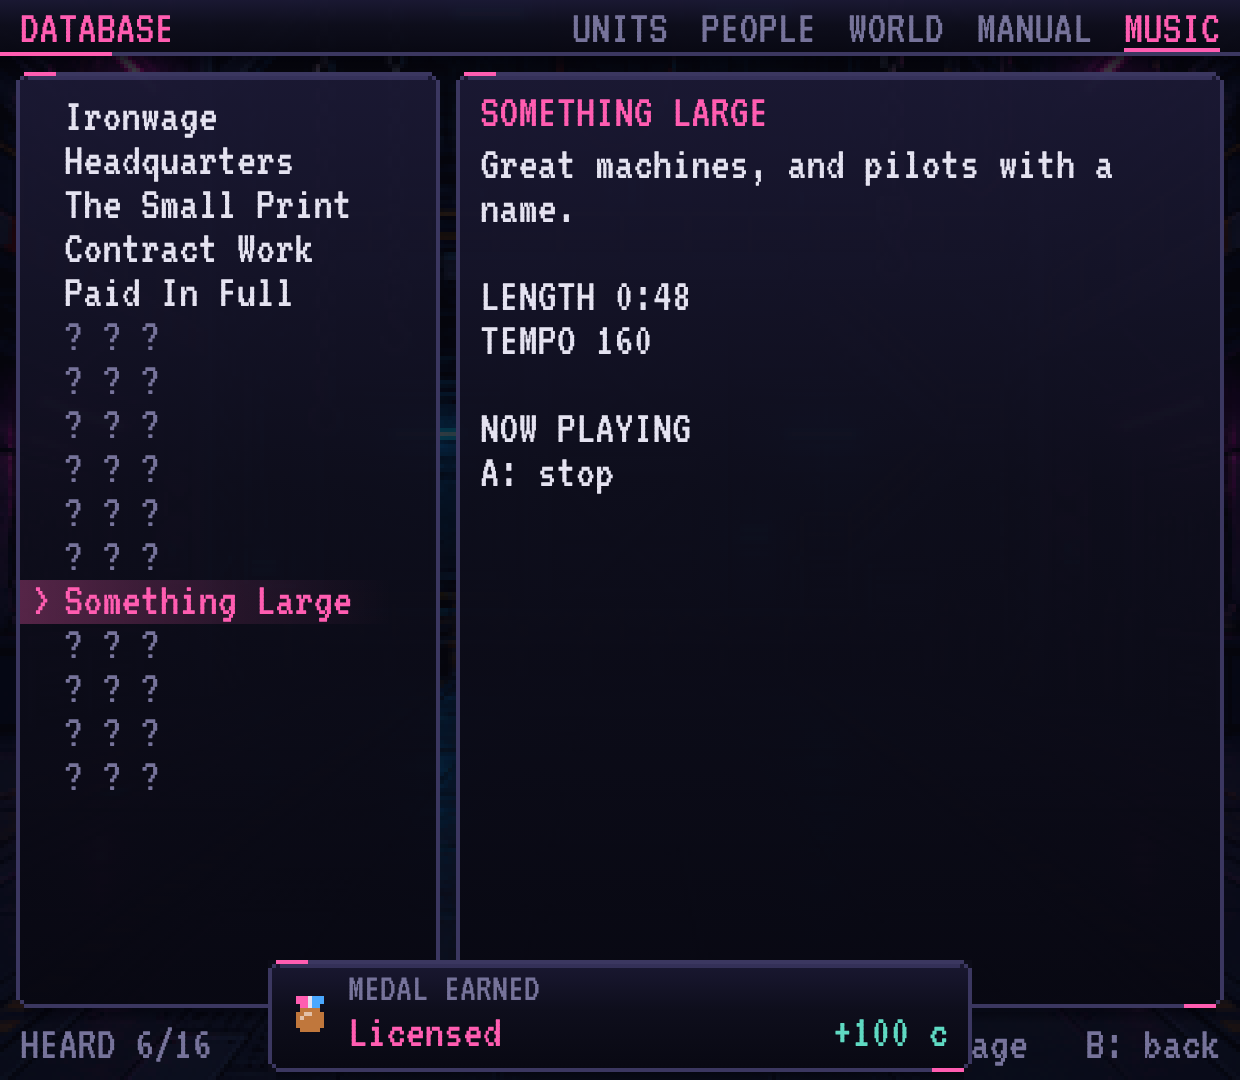 DATABASE UNITS PEOPLE WORLD MANUAL MUSIC
Ironwage
Headquarters
The Small Print
Contract Work
Paid In Full
? ? ?
? ? ?
? ? ?
? ? ?
? ? ?
? ? ?
> Something Large
? ? ?
? ? ?
? ? ?
? ? ?
SOMETHING LARGE
Great machines, and pilots with a
name.
LENGTH 0:48
TEMPO 160
NOW PLAYING
A: stop
MEDAL EARNED
Licensed +100 c
HEARD 6/16 B: back